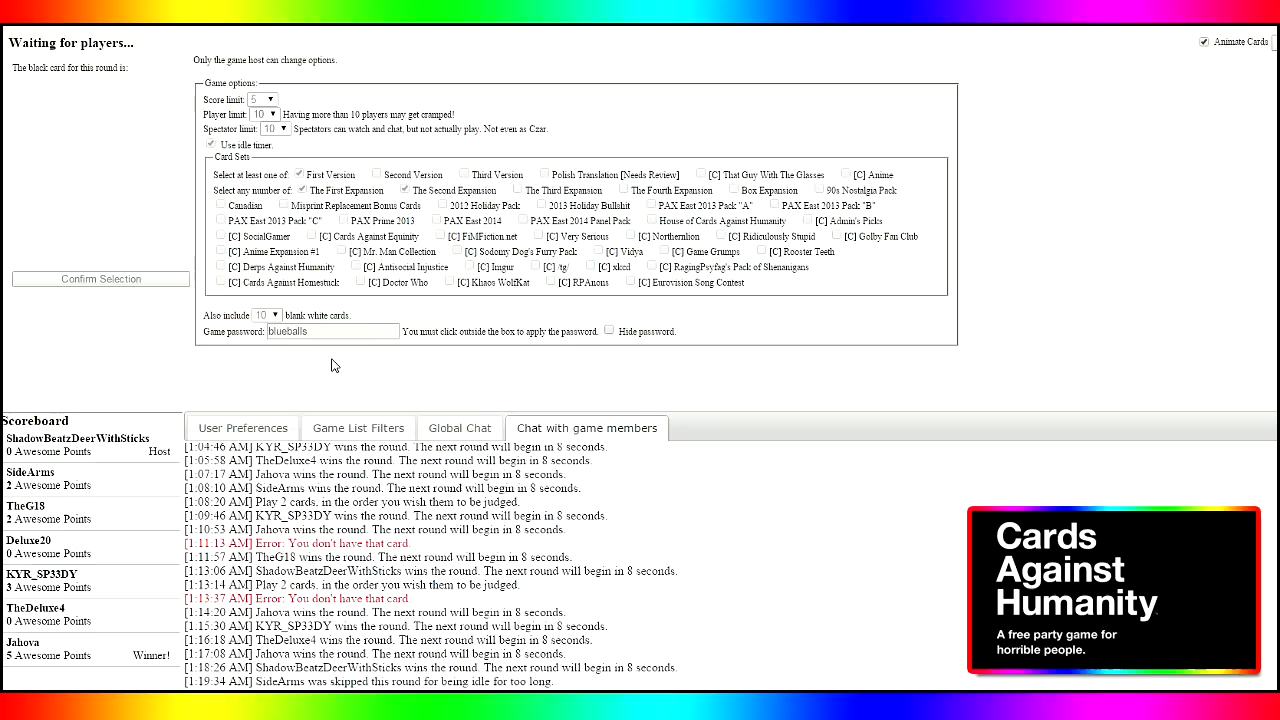 Waiting for players...
Animate Cards
Only the game host can change options.
The black card for this round is:
Game options:
Score limit: 5
Player limit: 10 Having more than 10 players may get cramped!
Spectator limit: 10 Spectators can watch and chat, but not actually play. Not even as Czar.
Use idle timer.
Card Sets
Select at least one of: First Version Second Version Third Version Polish Translation [Needs Review] [C] That Guy With The Glasses [C] Anime
Select any number of: The First Expansion The Second Expansion The Third Expansion The Fourth Expansion Box Expansion 90s Nostalgia Pack
Canadian Misprint Replacement Bonus Cards 2012 Holiday Pack 2013 Holiday Bullshit PAX East 2013 Pack "A" PAX East 2013 Pack "B"
PAX East 2013 Pack "C" PAX Prime 2013 PAX East 2014 PAX East 2014 Panel Pack House of Cards Against Humanity [C] Admin's Picks
[C] SocialGamer [C] Cards Against Equinity [C] FiMFiction.net [C] Very Serious [C] Northernlion [C] Ridiculously Stupid [C] Golby Fan Club
[C] Anime Expansion #1 [C] Mr. Man Collection [C] Sodomy Dog's Furry Pack [C] Vidya [C] Game Grumps [C] Rooster Teeth
[C] Derps Against Humanity [C] Antisocial Injustice [C] Imgur [C] /tg/ [C] xkcd [C] RagingPsyfag's Pack of Shenanigans
[C] Cards Against Homestuck [C] Doctor Who [C] Khaos WolfKat [C] RPAnons [C] Eurovision Song Contest
Confirm Selection
Also include 10 blank white cards.
Game password: blueballs You must click outside the box to apply the password. Hide password.
Scoreboard
ShadowBeatzDeerWithSticks
0 Awesome Points Host
SideArms
2 Awesome Points
TheG18
2 Awesome Points
Deluxe20
0 Awesome Points
KYR_SP33DY
3 Awesome Points
TheDeluxe4
0 Awesome Points
Jahova
5 Awesome Points Winner!
User Preferences Game List Filters Global Chat Chat with game members
[1:04:46 AM] KYR_SP33DY wins the round. The next round will begin in 8 seconds.
[1:05:58 AM] TheDeluxe4 wins the round. The next round will begin in 8 seconds.
[1:07:17 AM] Jahova wins the round. The next round will begin in 8 seconds.
[1:08:10 AM] SideArms wins the round. The next round will begin in 8 seconds.
[1:08:20 AM] Play 2 cards, in the order you wish them to be judged.
[1:09:46 AM] KYR_SP33DY wins the round. The next round will begin in 8 seconds.
[1:10:53 AM] Jahova wins the round. The next round will begin in 8 seconds.
[1:11:13 AM] Error: You don't have that card.
[1:11:57 AM] TheG18 wins the round. The next round will begin in 8 seconds.
[1:13:06 AM] ShadowBeatzDeerWithSticks wins the round. The next round will begin in 8 seconds.
[1:13:14 AM] Play 2 cards, in the order you wish them to be judged.
[1:13:37 AM] Error: You don't have that card.
[1:14:20 AM] Jahova wins the round. The next round will begin in 8 seconds.
[1:15:30 AM] KYR_SP33DY wins the round. The next round will begin in 8 seconds.
[1:16:18 AM] TheDeluxe4 wins the round. The next round will begin in 8 seconds.
[1:17:08 AM] Jahova wins the round. The next round will begin in 8 seconds.
[1:18:26 AM] ShadowBeatzDeerWithSticks wins the round. The next round will begin in 8 seconds.
[1:19:34 AM] SideArms was skipped this round for being idle for too long.
Cards
Against
Humanity
A free party game for
horrible people.